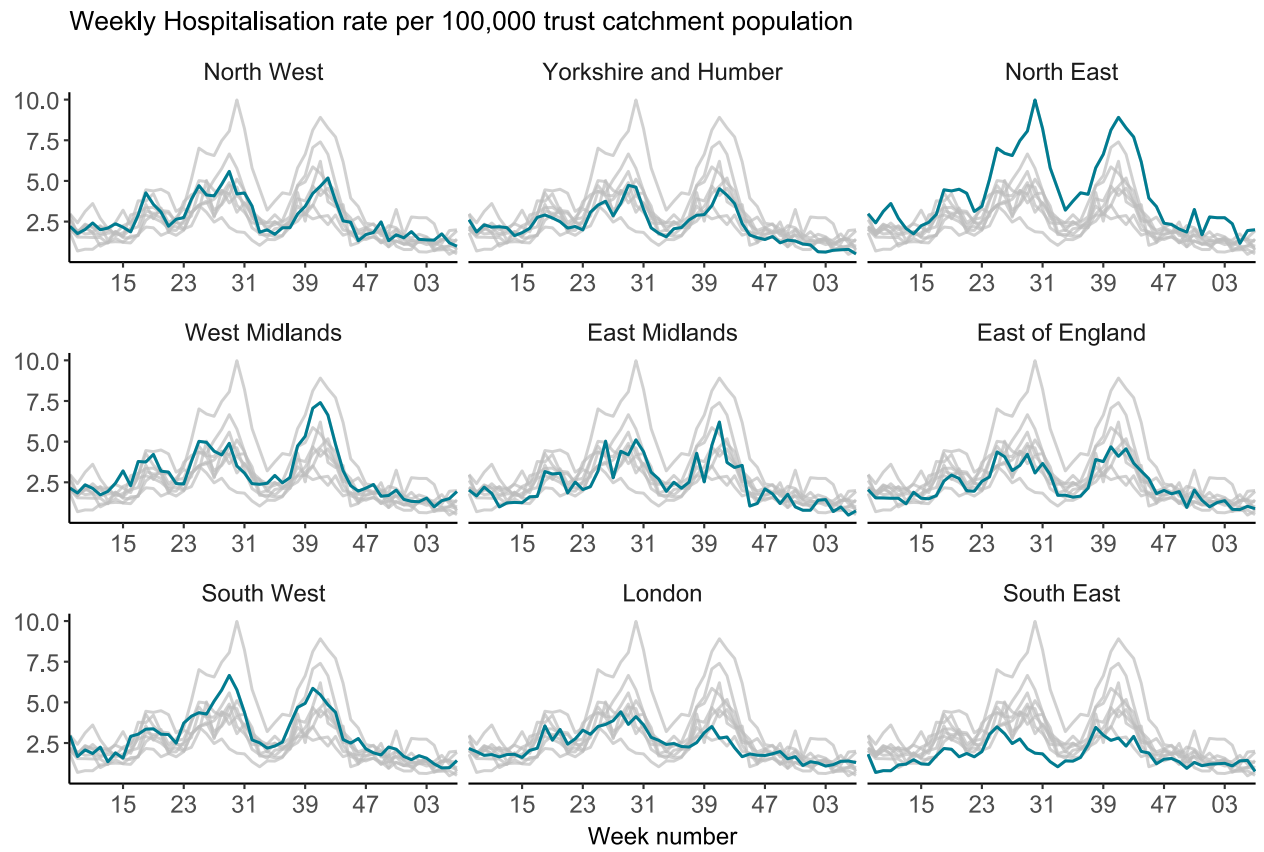 Weekly Hospitalisation rate per 100,000 trust catchment population
North West Yorkshire and Humber North East
10.0
7.5
5.0
2.5
15 23 31 39 47 03 15 23 31 39 47 03 15 23 31 39 47 03
West Midlands East Midlands East of England
10.0
7.5
5.0
2.5
15 23 31 39 47 03 15 23 31 39 47 03 15 23 31 39 47 03
South West London South East
10.0
7.5
5.0
2.5
15 23 31 39 47 03 15 23 31 39 47 03 15 23 31 39 47 03
Week number